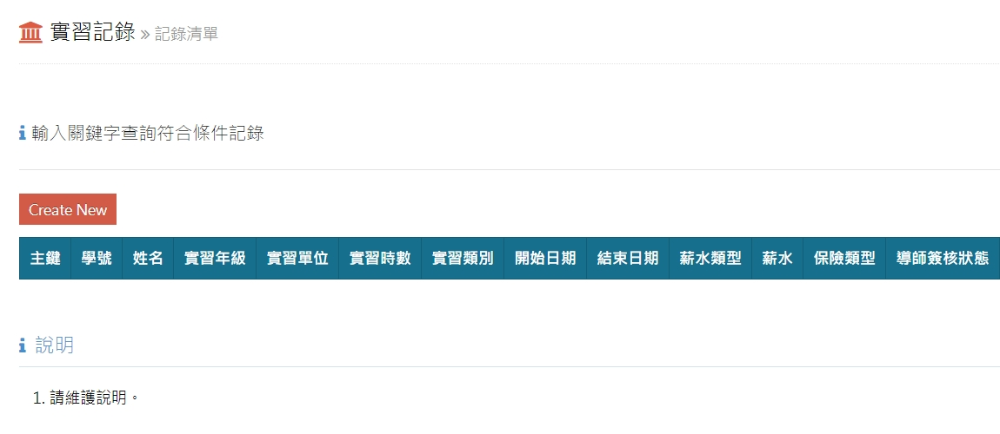 實習記錄 » 記錄清單
輸入關鍵字查詢符合條件記錄
Create New
主鍵 學號 姓名 實習年級 實習單位 實習時數 實習類別 開始日期 結束日期 薪水類型 薪水 保險類型 導師簽核狀態
說明
1. 請維護說明。